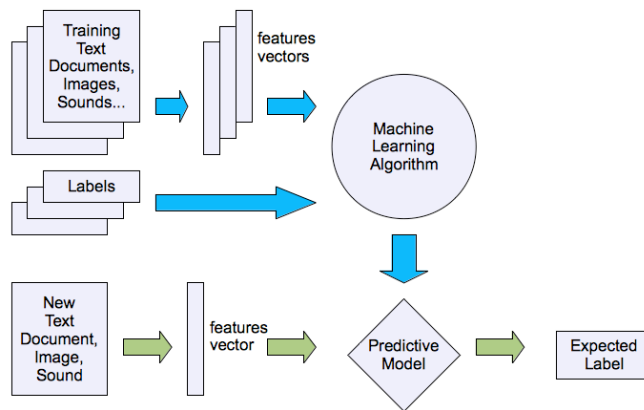 Training
Text
Documents,
Images,
Sounds...
features
vectors
Machine
Learning
Algorithm
Labels
New
Text
Document,
Image,
Sound
features
vector
Predictive
Model
Expected
Label